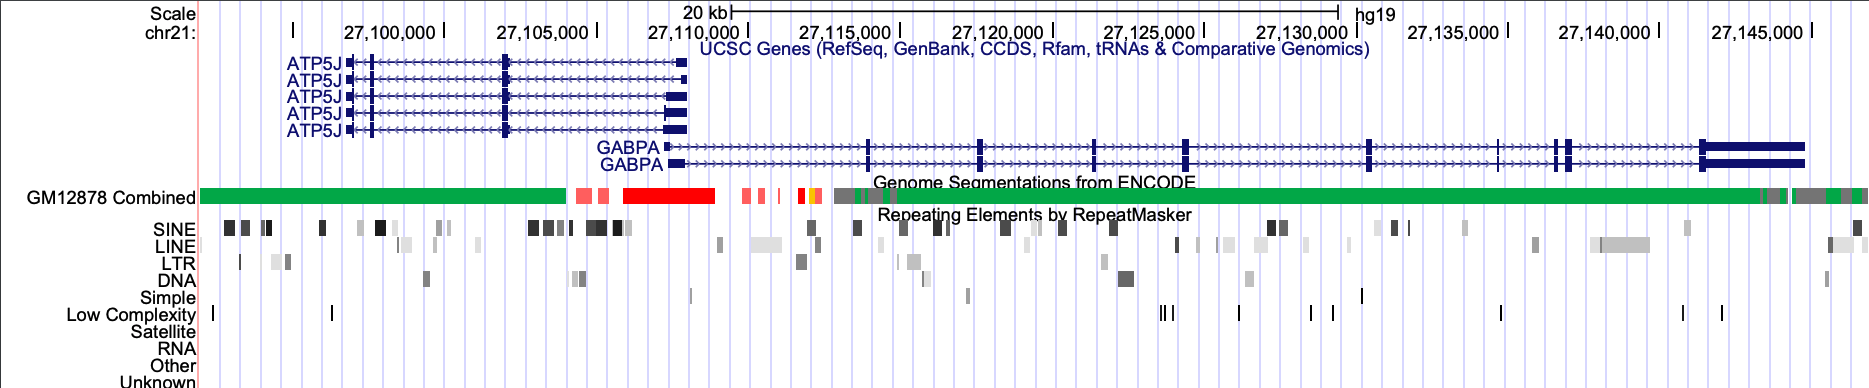 Scale 20 kb hg19
chr21: 27,100,000 27,105,000 27,110,000 27,115,000 27,120,000 27,125,000 27,130,000 27,135,000 27,140,000 27,145,000
UCSC Genes (RefSeq, GenBank, CCDS, Rfam, tRNAs & Comparative Genomics)
ATP5J
ATP5J
ATP5J
ATP5J
ATP5J
GABPA
GABPA
Genome Segmentations from ENCODE
GM12878 Combined
Repeating Elements by RepeatMasker
SINE
LINE
LTR
DNA
Simple
Low Complexity
Satellite
RNA
Other
Unknown